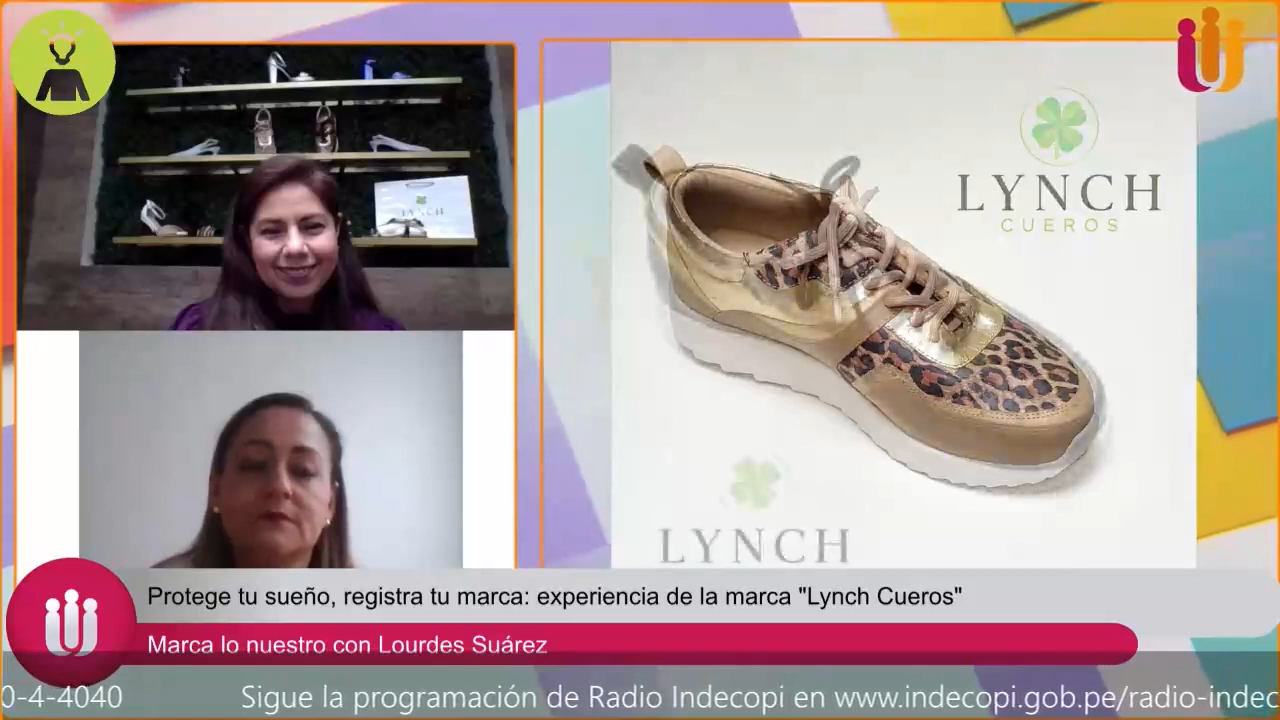 LYNCH
LYNCH
CUEROS
LYNCH
Protege tu sueño, registra tu marca: experiencia de la marca "Lynch Cueros"
Marca lo nuestro con Lourdes Suárez
0-4-4040 Sigue la programación de Radio Indecopi en www.indecopi.gob.pe/radio-indec